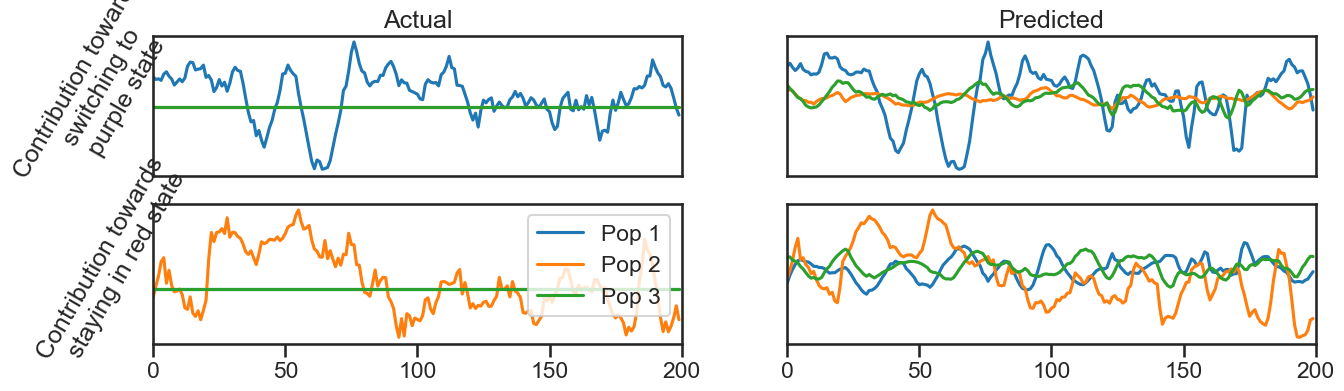 Actual
Predicted
Contribution towards
switching to
purple state
Contribution towards
staying in red state
Pop 1
Pop 2
Pop 3
0 50 100 150 200
0 50 100 150 200